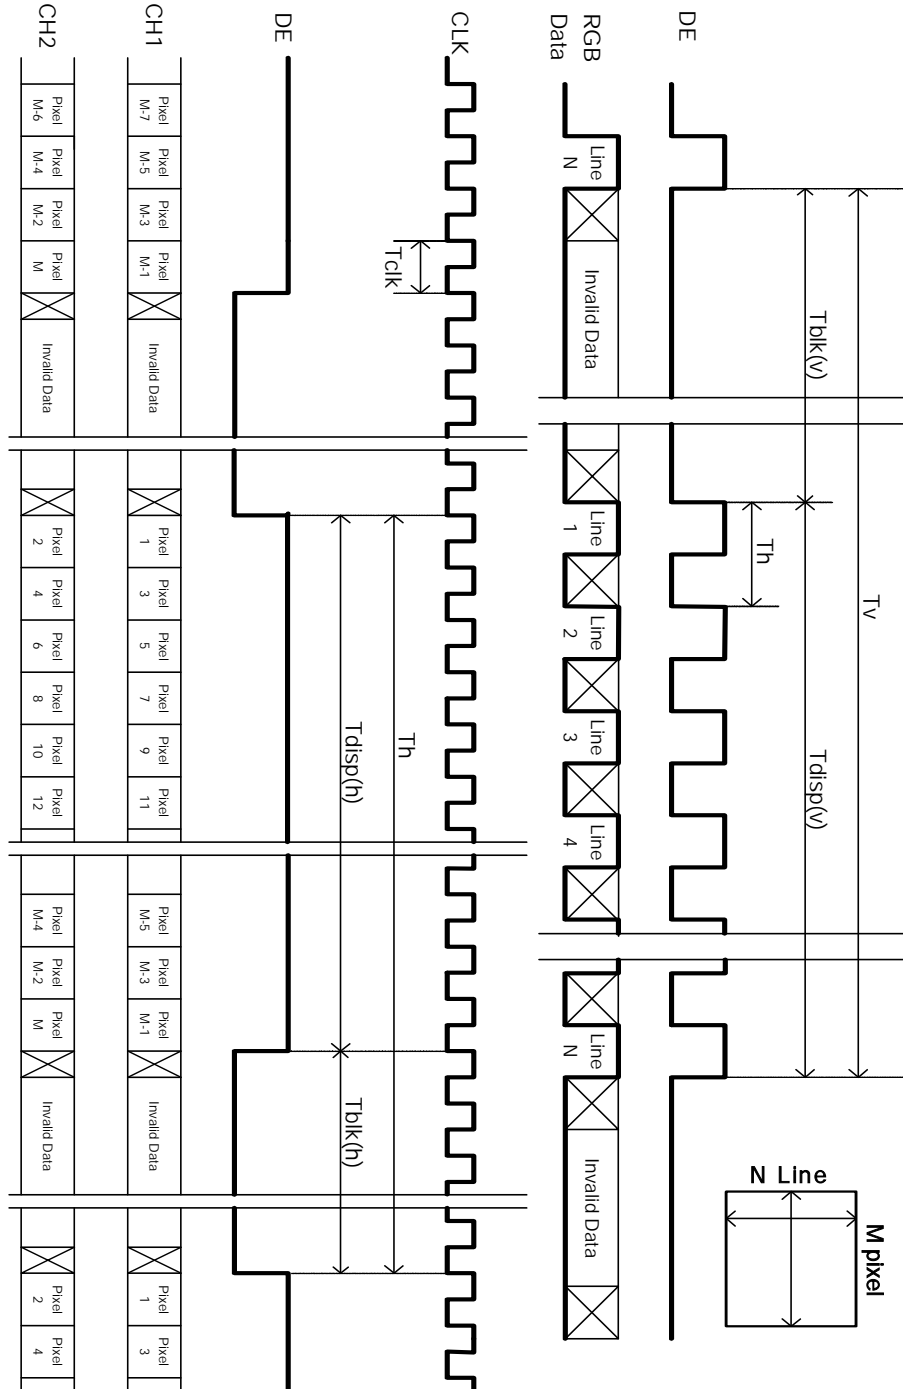 Tv
Tblk(v)
Tdisp(v)
Th
DE
RGB
Data
Line
N
Invalid Data
Line
1
Line
2
Line
3
Line
4
Line
N
Invalid Data
M pixel
N Line
CLK
Tclk
Th
Tdisp(h)
Tblk(h)
DE
CH1
Pixel
M-7
Pixel
M-5
Pixel
M-3
Pixel
M-1
Invalid Data
Pixel
1
Pixel
3
Pixel
5
Pixel
7
Pixel
9
Pixel
11
Pixel
M-5
Pixel
M-3
Pixel
M-1
Invalid Data
Pixel
1
Pixel
3
CH2
Pixel
M-6
Pixel
M-4
Pixel
M-2
Pixel
M
Invalid Data
Pixel
2
Pixel
4
Pixel
6
Pixel
8
Pixel
10
Pixel
12
Pixel
M-4
Pixel
M-2
Pixel
M
Invalid Data
Pixel
2
Pixel
4